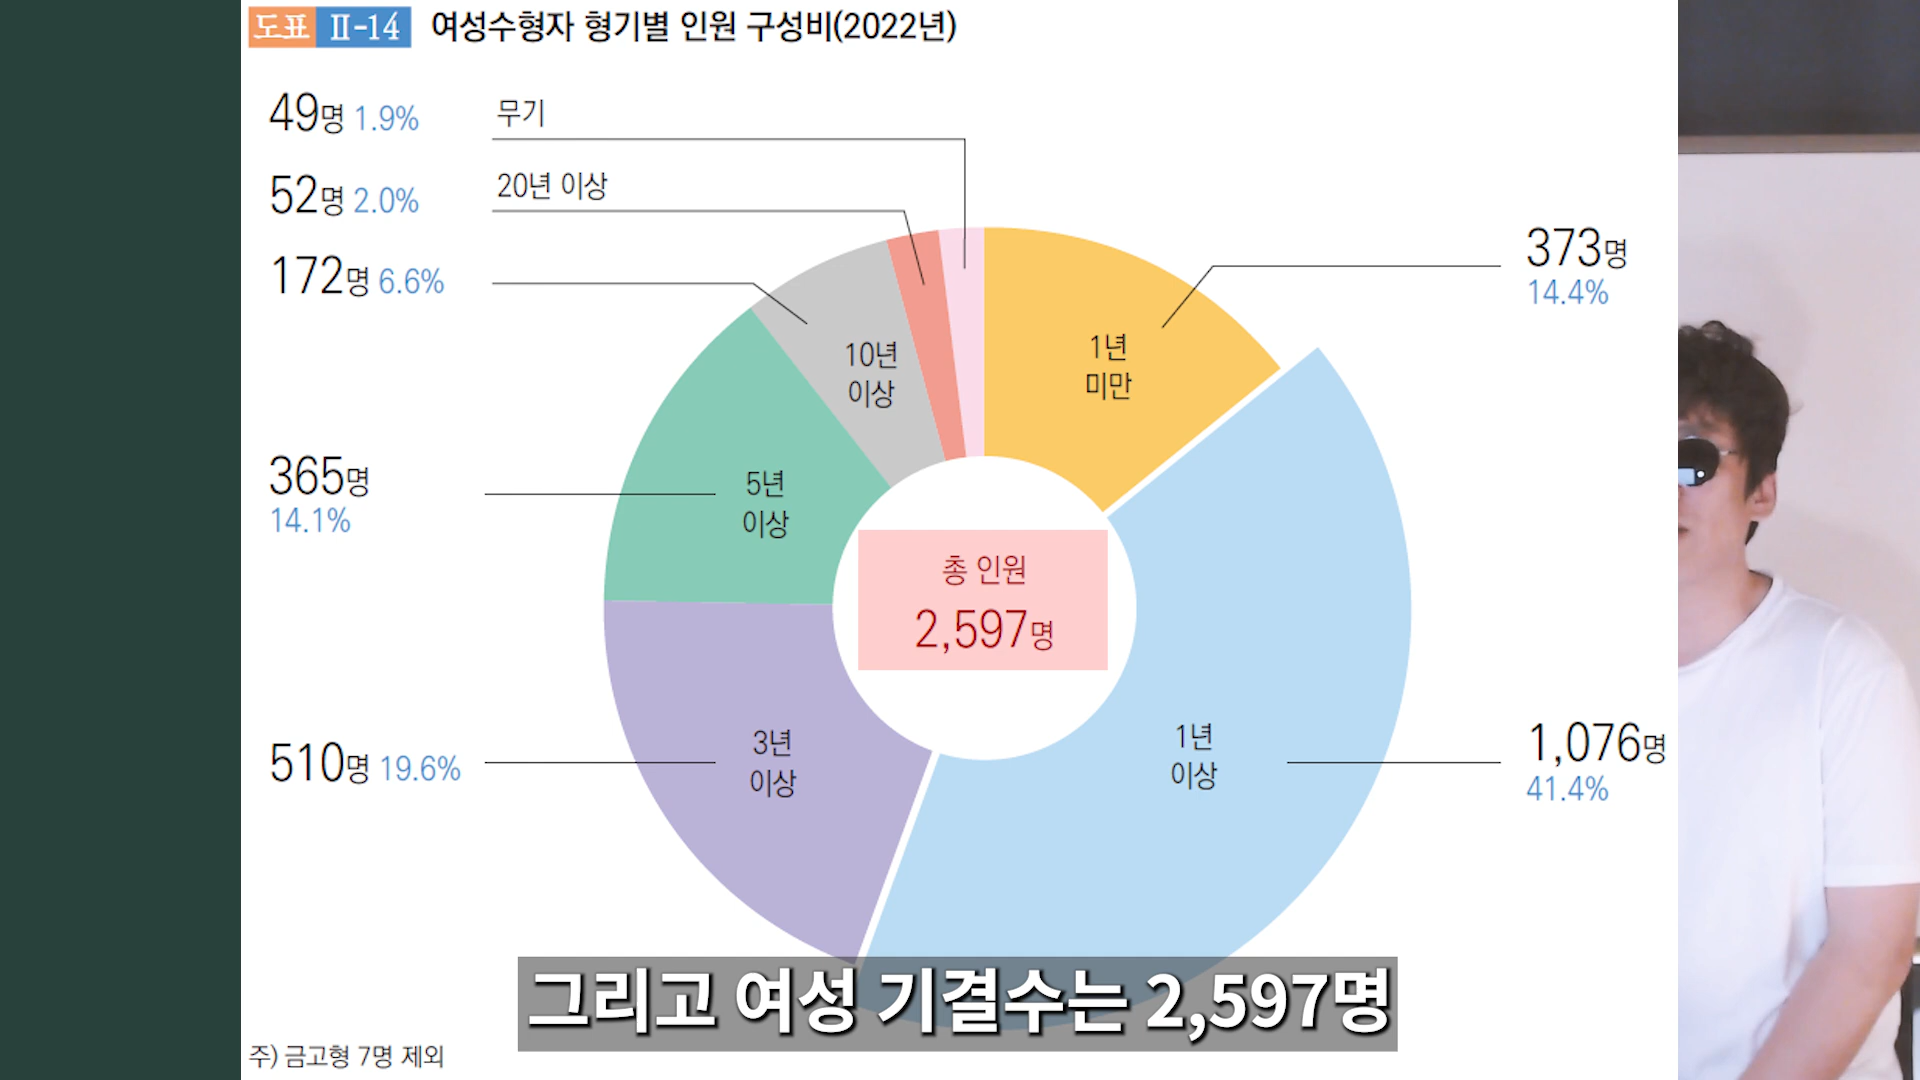 도표 Ⅱ-14 여성수형자 형기별 인원 구성비(2022년)
49명 1.9% 무기
52명 2.0% 20년 이상
172명 6.6%
10년
이상
373명
14.4%
1년
미만
365명
14.1%
5년
이상
총 인원
2,597명
510명 19.6%
3년
이상
1년
이상
1,076명
41.4%
그리고 여성 기결수는 2,597명
주) 금고형 7명 제외